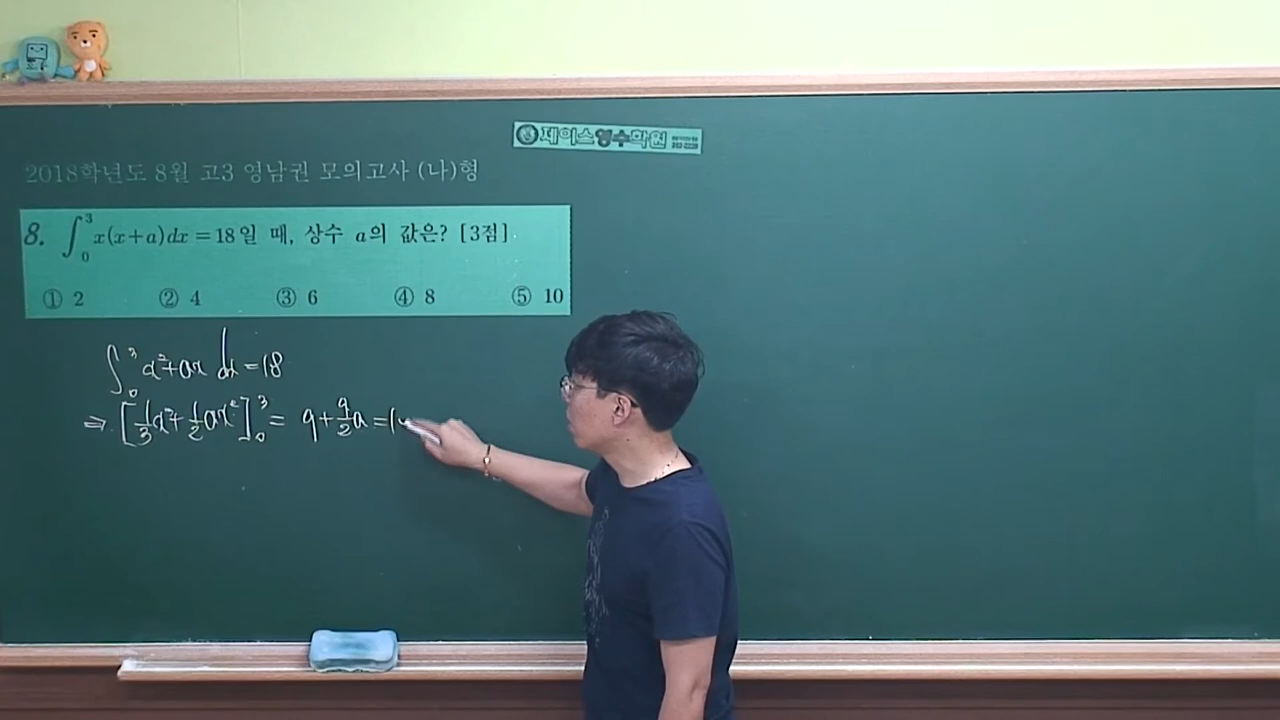 제이스영수학원
2018학년도 8월 고3 영남권 모의고사 (나)형
8. ∫₀³ x(x+a)dx = 18일 때, 상수 a의 값은? [3점]
① 2 ② 4 ③ 6 ④ 8 ⑤ 10
∫₀³ x²+ax dx = 18
⇒ [⅓x³+½ax²]₀³ = 9+9/2a = 1